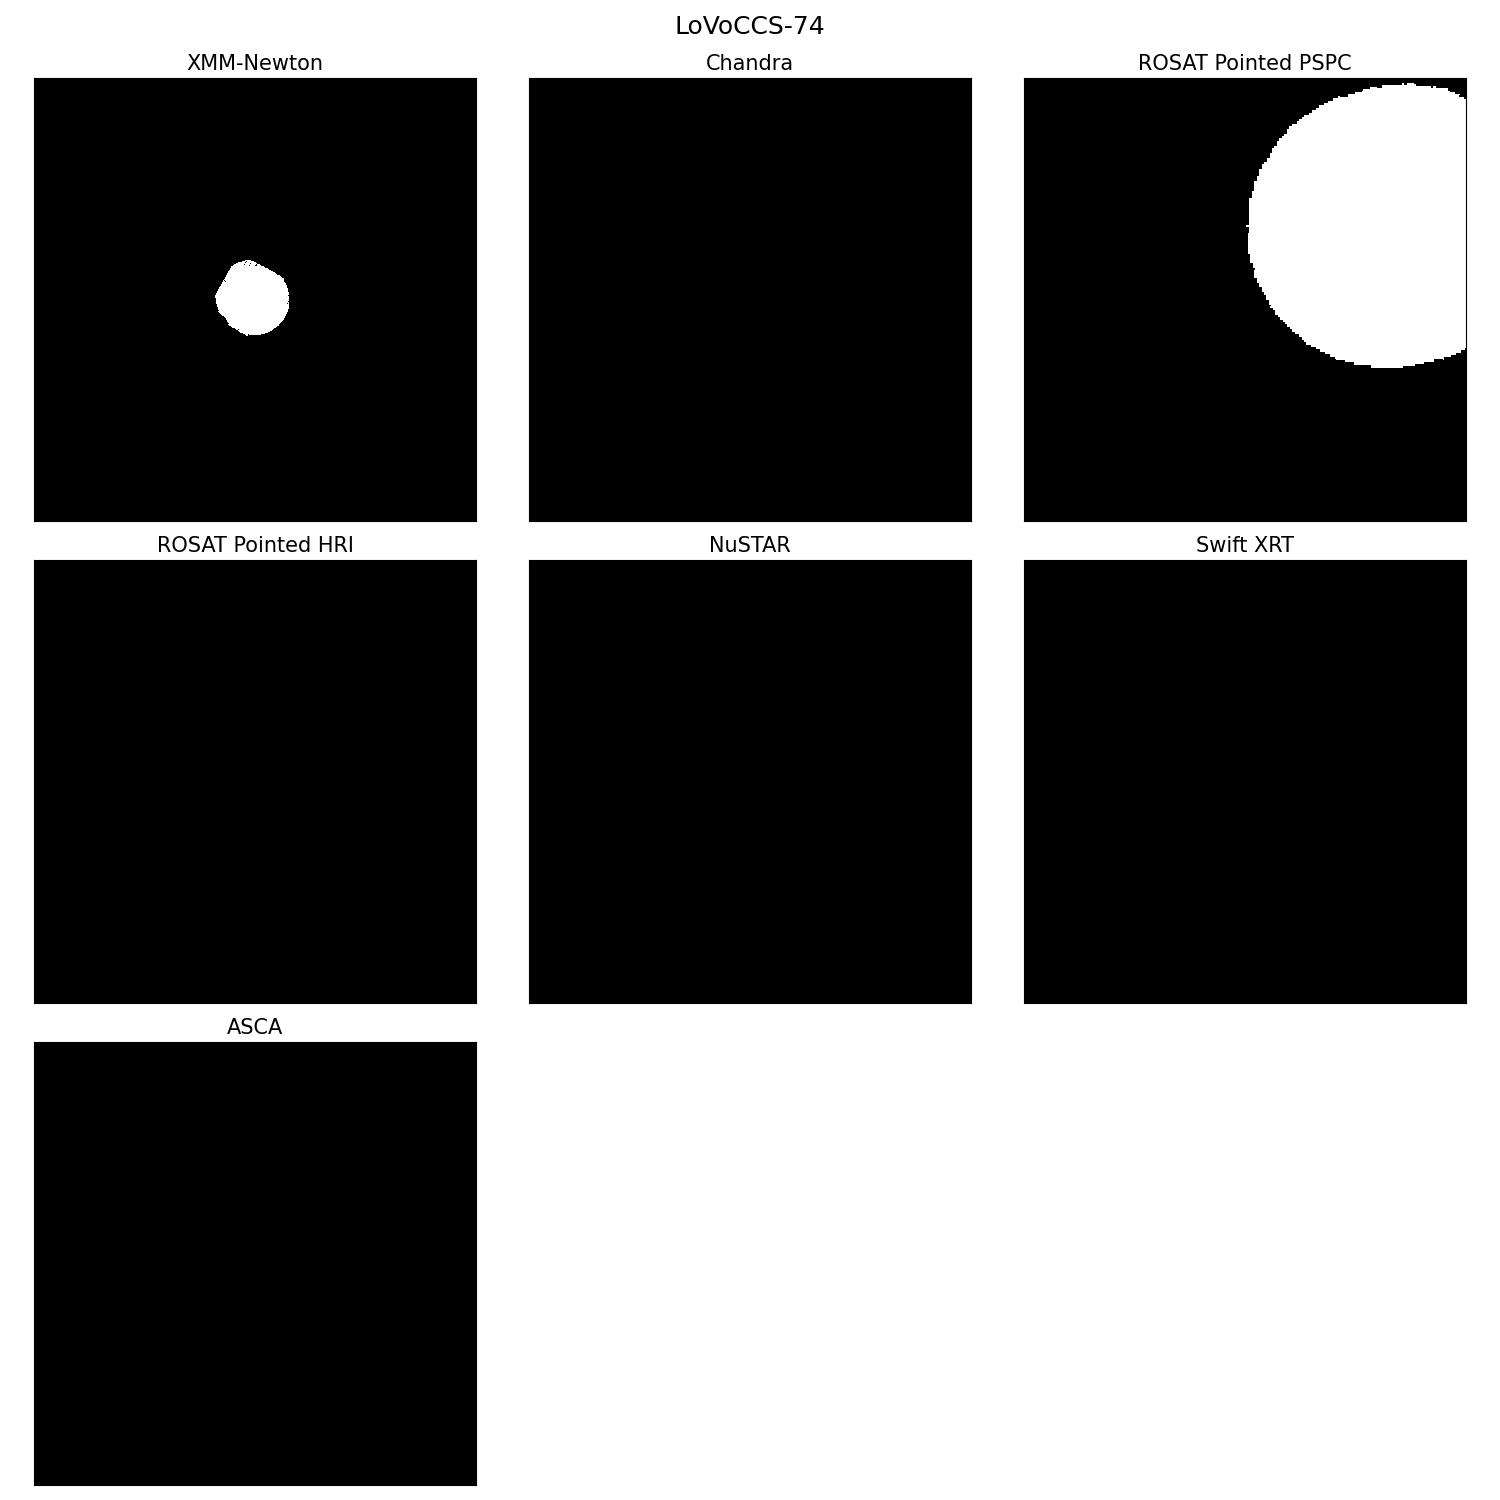 LoVoCCS-74
XMM-Newton
Chandra
ROSAT Pointed PSPC
ROSAT Pointed HRI
NuSTAR
Swift XRT
ASCA